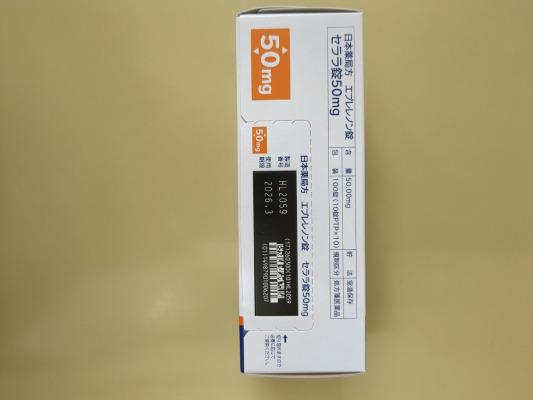 日本薬局方 エプレレノン錠
セララ錠50mg
50mg
含 量 50.00mg
貯 法 室温保存
包 装 100錠(10錠PTP×10)
規制区分 処方箋医薬品
日本薬局方 エプレレノン錠 セララ錠50mg
50mg
製造番号 HL2059
使用期限 2026.3